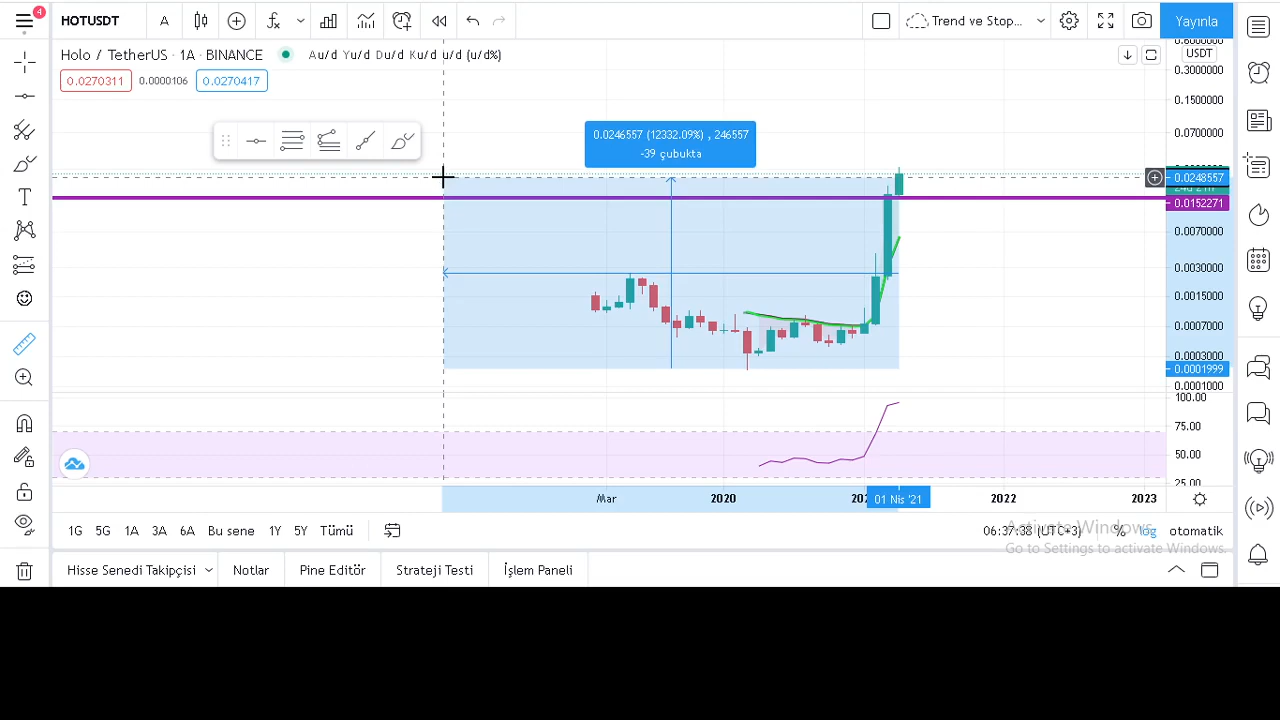 4
HOTUSDT
A
Trend ve Stop...
Yayınla
Holo / TetherUS · 1A · BINANCE
Au/d Yu/d Du/d Ku/d u/d (u/d%)
USDT
0.0270311
0.0000106
0.0270417
0.3000000
0.1500000
0.0700000
0.0246557 (12332.09%) , 246557
-39 çubukta
0.0248557
0.0152271
0.0070000
0.0030000
0.0015000
0.0007000
0.0003000
0.0001999
0.0001000
100.00
75.00
50.00
25.00
Mar
2020
01 Nis '21
2022
2023
1G
5G
1A
3A
6A
Bu sene
1Y
5Y
Tümü
06:37:38 (UTC+3)
%
log
otomatik
Activate Windows
Go to Settings to activate Windows.
Hisse Senedi Takipçisi
Notlar
Pine Editör
Strateji Testi
İşlem Paneli